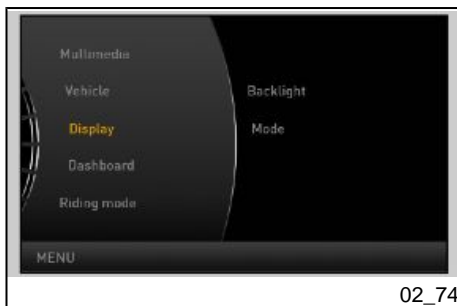 Multimedia
Vehicle
Backlight
Display
Mode
Dashboard
Riding mode
MENU
02_74